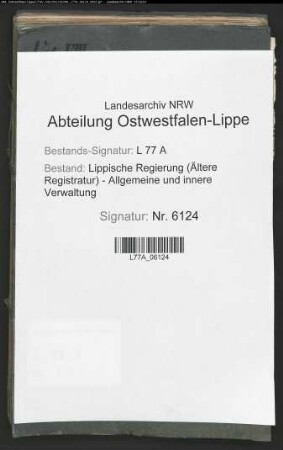 Landesarchiv NRW
Abteilung Ostwestfalen-Lippe
Bestands-Signatur: L 77 A
Bestand: Lippische Regierung (Ältere
Registratur) - Allgemeine und innere
Verwaltung
Signatur: Nr. 6124
L77A_06124